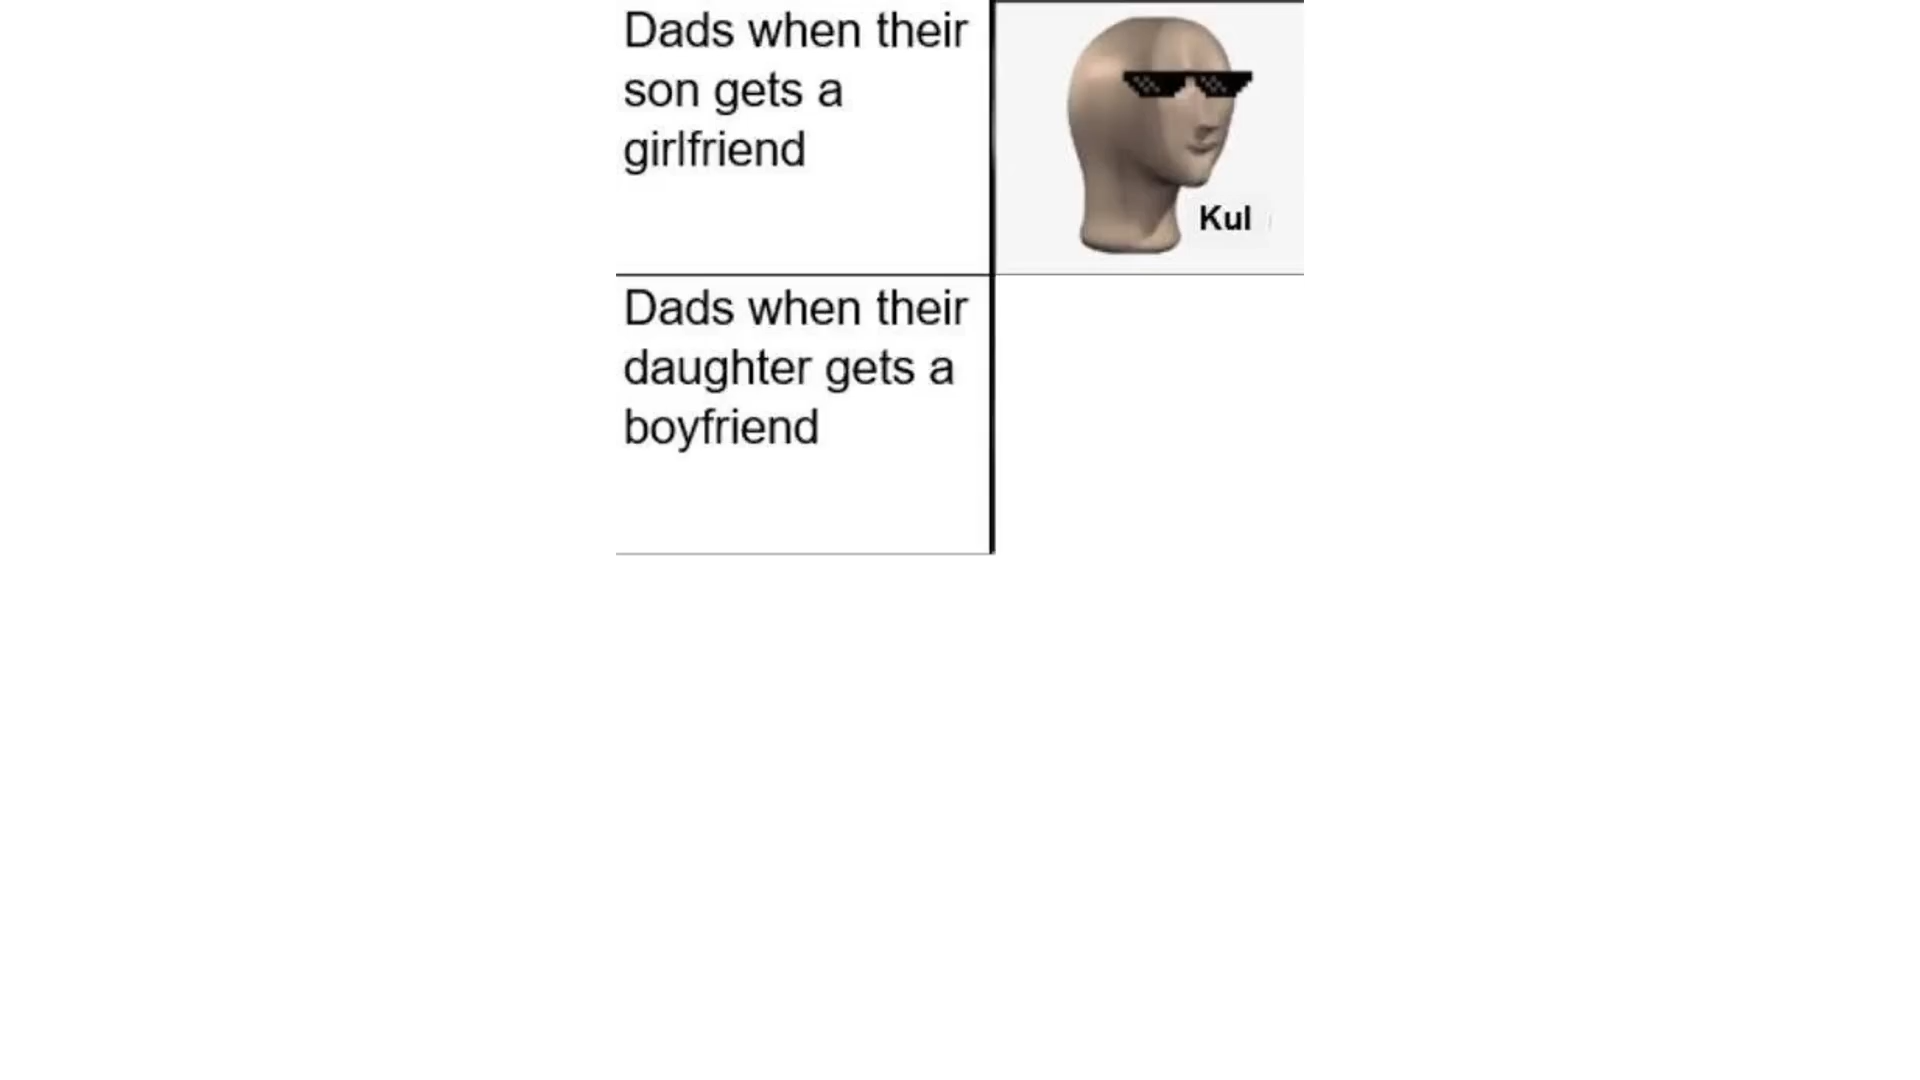 Dads when their
son gets a
girlfriend
Kul
Dads when their
daughter gets a
boyfriend